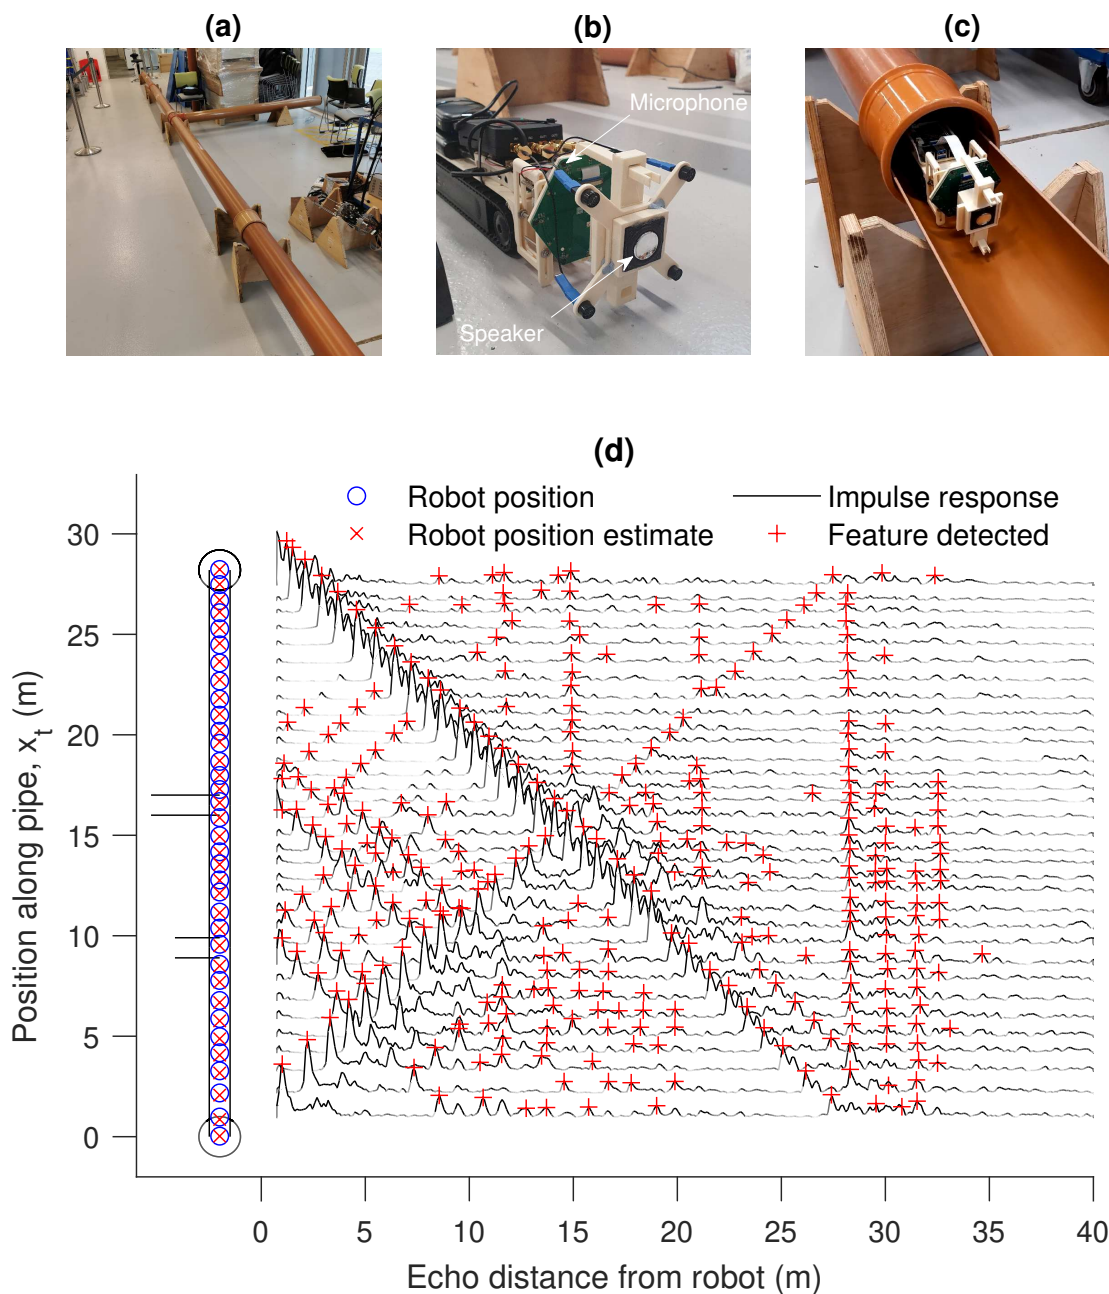 (a)
(b)
(c)
Microphone
Speaker
(d)
Robot position
Impulse response
Robot position estimate
Feature detected
Position along pipe, x_t (m)
30
25
20
15
10
5
0
0 5 10 15 20 25 30 35 40
Echo distance from robot (m)